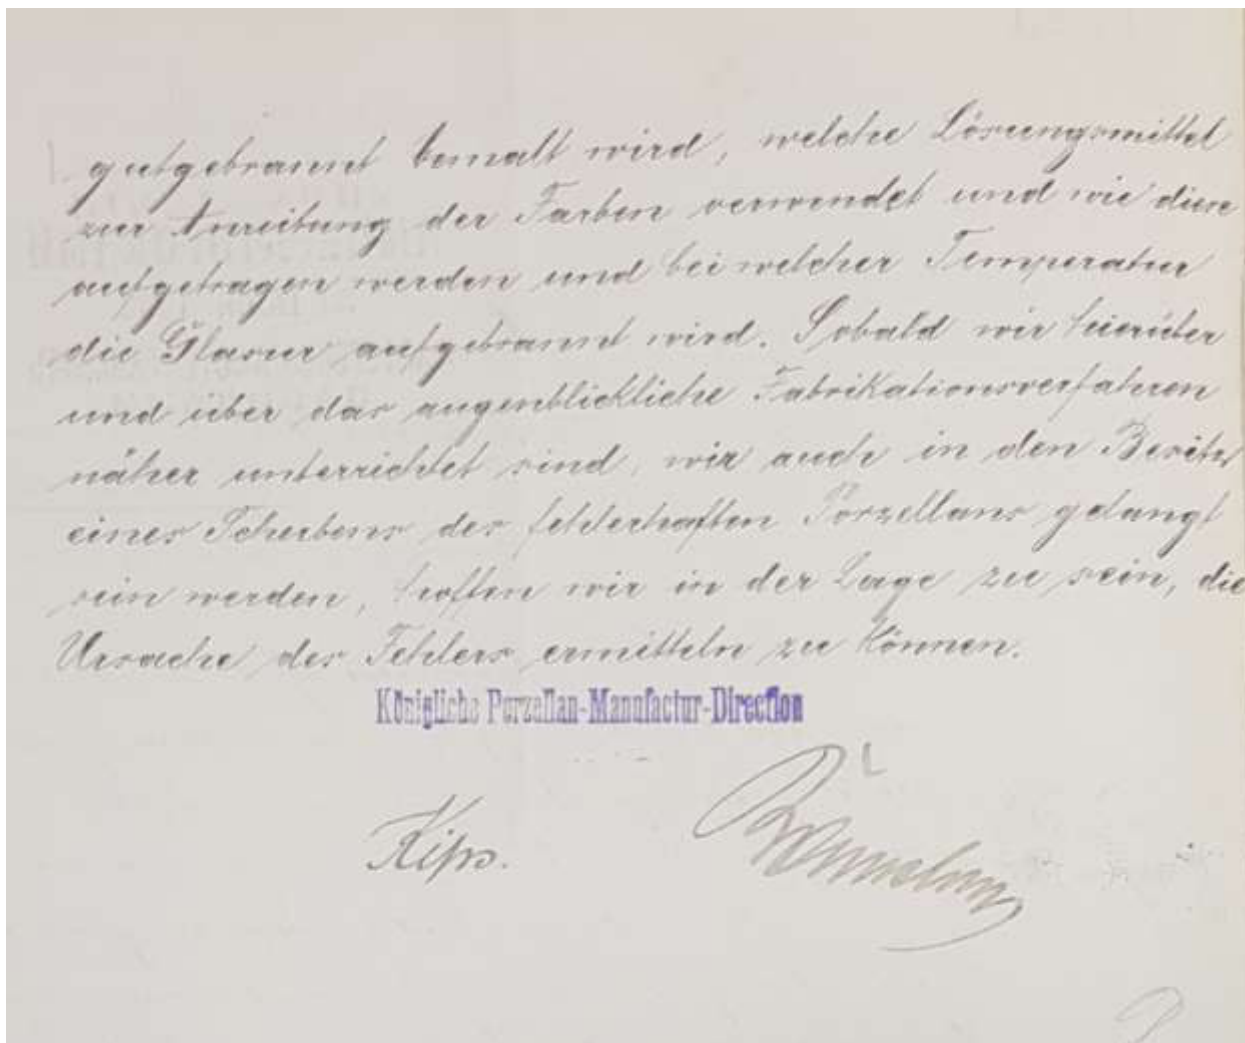 gutgebrannt bemalt wird, welche Lösungsmittel
zur Anreibung der Farben verwendet und wie diese
aufgetragen werden und bei welcher Temperatur
die Glasur aufgebrannt wird. Sobald wir hierüber
und über das augenblickliche Fabrikationsverfahren
näher unterrichtet sind, wir auch in den Besitz
eines Scherbens des fehlerhaften Porzellans gelangt
sein werden, hoffen wir in der Lage zu sein, die
Ursache des Fehlers ermitteln zu können.
Königliche Porzellan-Manufactur-Direction
Kips.